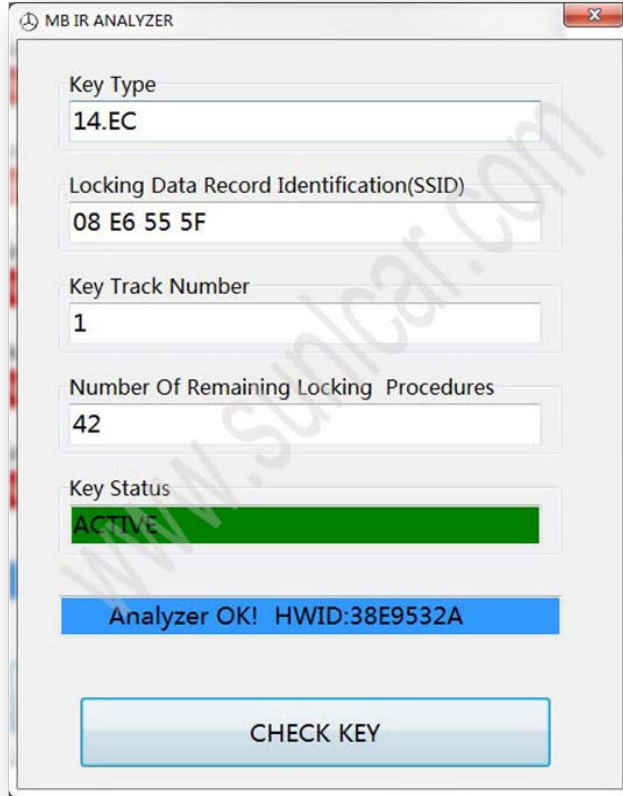 MB IR ANALYZER
Key Type
14.EC
Locking Data Record Identification(SSID)
08 E6 55 5F
Key Track Number
1
Number Of Remaining Locking Procedures
42
Key Status
ACTIVE
Analyzer OK! HWID:38E9532A
CHECK KEY
www.sunlcar.com